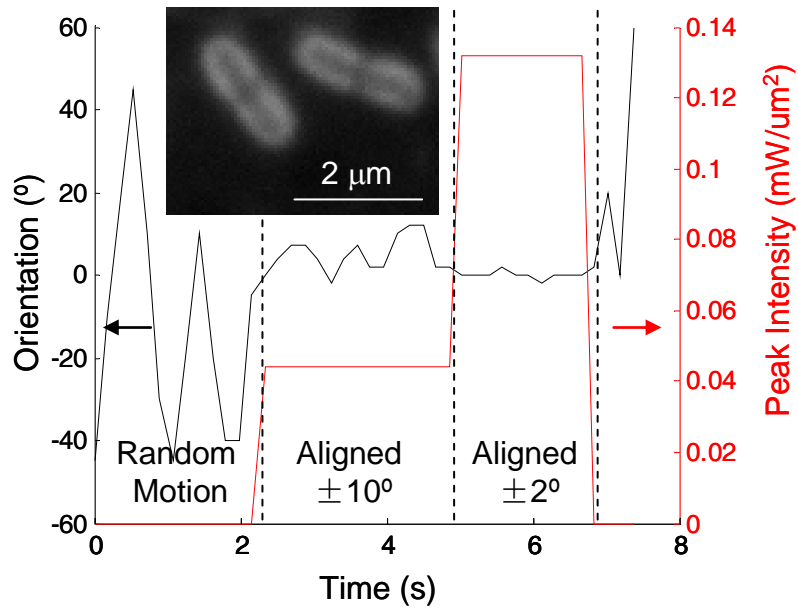 60
40
20
0
-20
-40
-60
Orientation (º)
0
2
4
6
8
Time (s)
0.14
0.12
0.1
0.08
0.06
0.04
0.02
0
Peak Intensity (mW/um²)
2 μm
Random
Motion
Aligned
±10º
Aligned
±2º